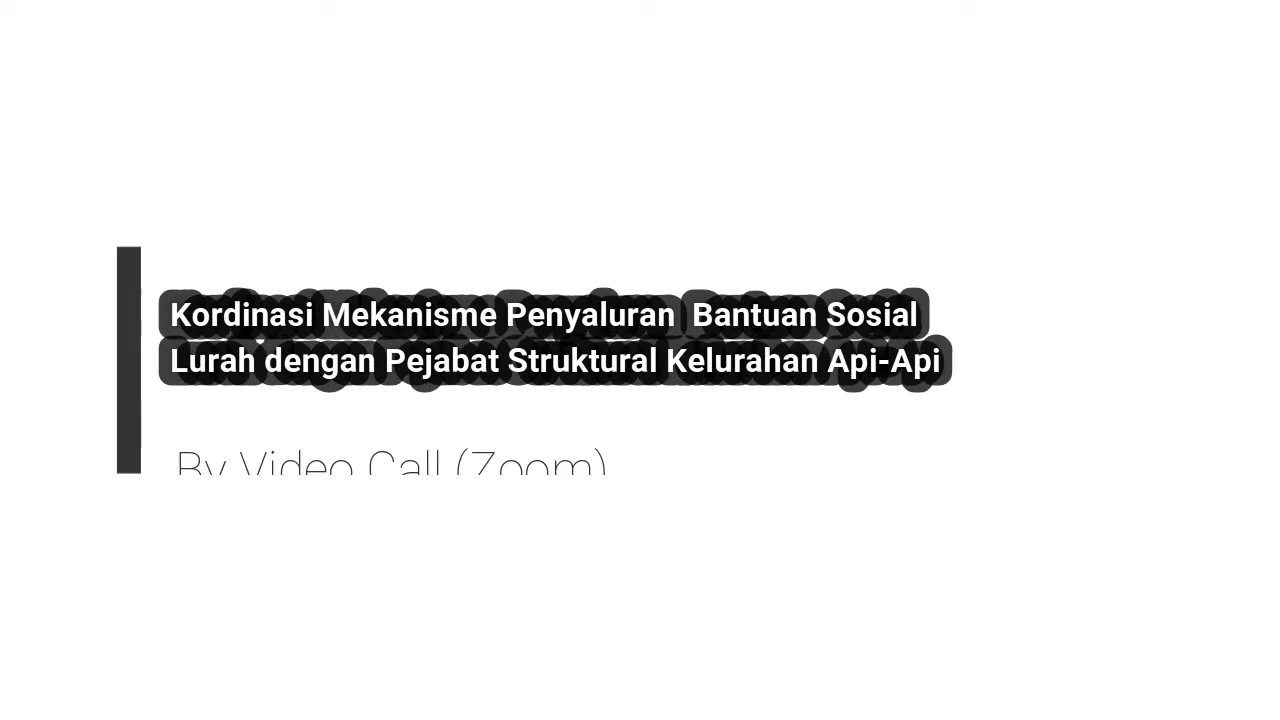 Kordinasi Mekanisme Penyaluran  Bantuan Sosial
Lurah dengan Pejabat Struktural Kelurahan Api-Api
By Video Call (Zoom)